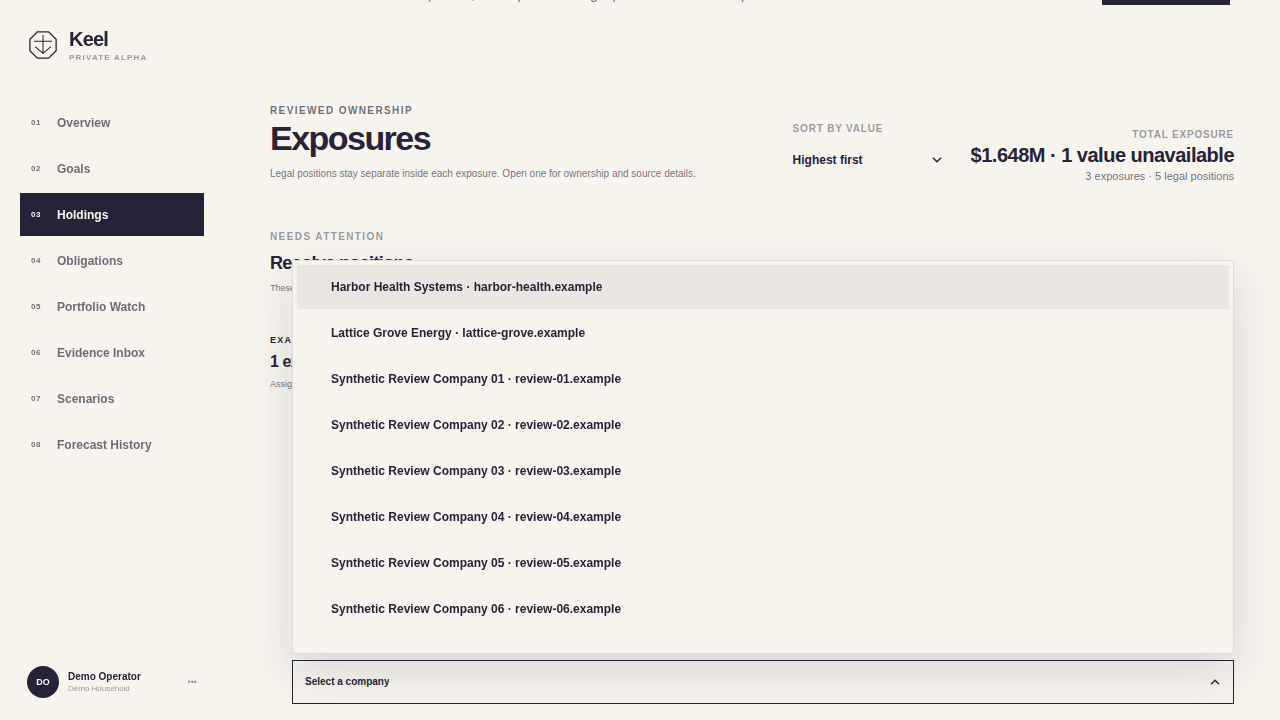 Keel
PRIVATE ALPHA
01 Overview
02 Goals
03 Holdings
04 Obligations
05 Portfolio Watch
06 Evidence Inbox
07 Scenarios
08 Forecast History
DO
Demo Operator
Demo Household
•••
REVIEWED OWNERSHIP
Exposures
Legal positions stay separate inside each exposure. Open one for ownership and source details.
SORT BY VALUE
Highest first
TOTAL EXPOSURE
$1.648M · 1 value unavailable
3 exposures · 5 legal positions
NEEDS ATTENTION
Resolve positions
These
EXA
1 e
Assig
Harbor Health Systems · harbor-health.example
Lattice Grove Energy · lattice-grove.example
Synthetic Review Company 01 · review-01.example
Synthetic Review Company 02 · review-02.example
Synthetic Review Company 03 · review-03.example
Synthetic Review Company 04 · review-04.example
Synthetic Review Company 05 · review-05.example
Synthetic Review Company 06 · review-06.example
Select a company